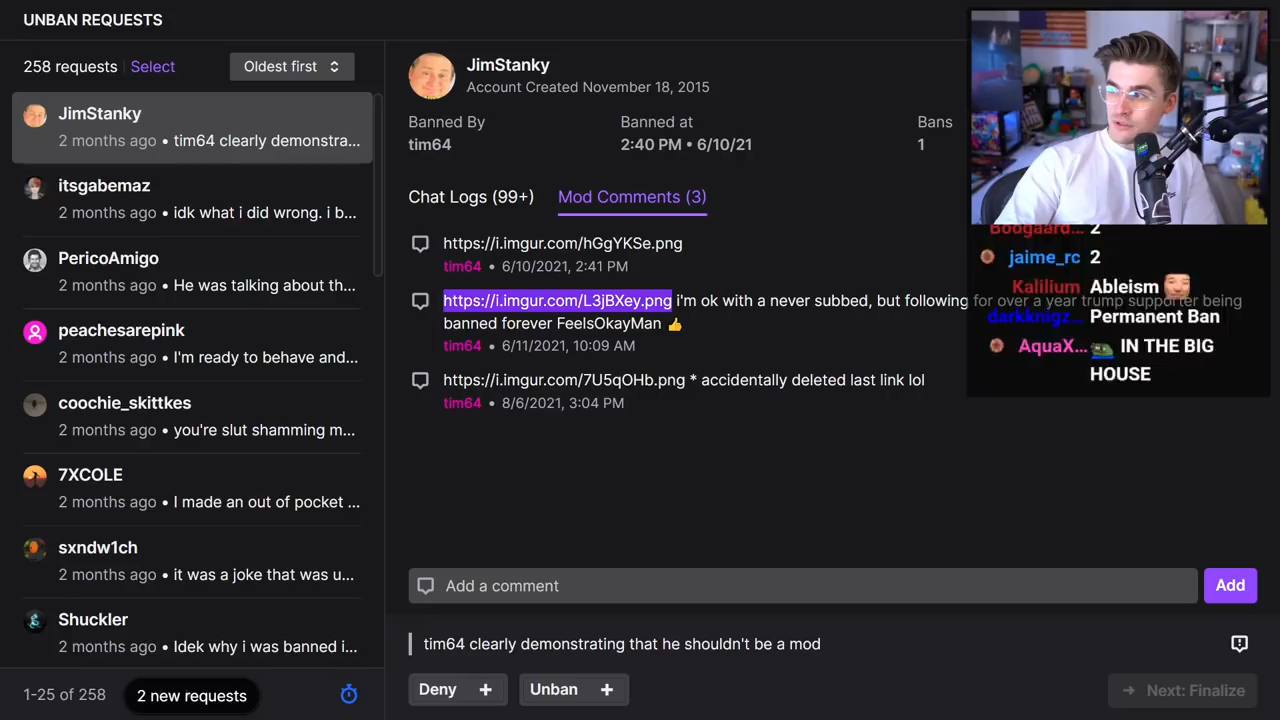 UNBAN REQUESTS
258 requests Select
Oldest first
JimStanky
2 months ago • tim64 clearly demonstra...
itsgabemaz
2 months ago • idk what i did wrong. i b...
PericoAmigo
2 months ago • He was talking about th...
peachesarepink
2 months ago • I'm ready to behave and...
coochie_skittkes
2 months ago • you're slut shamming m...
7XCOLE
2 months ago • I made an out of pocket ...
sxndw1ch
2 months ago • it was a joke that was u...
Shuckler
2 months ago • Idek why i was banned i...
1-25 of 258
2 new requests
JimStanky
Account Created November 18, 2015
Banned By
tim64
Banned at
2:40 PM • 6/10/21
Bans
1
Chat Logs (99+)
Mod Comments (3)
https://i.imgur.com/hGgYKSe.png
tim64 • 6/10/2021, 2:41 PM
https://i.imgur.com/L3jBXey.png i'm ok with a never subbed, but following for over a year trump supporter being
banned forever FeelsOkayMan 👍
tim64 • 6/11/2021, 10:09 AM
https://i.imgur.com/7U5qOHb.png * accidentally deleted last link lol
tim64 • 8/6/2021, 3:04 PM
Boogaard... 2
jaime_rc 2
Kalilium Ableism
darkknigz... Permanent Ban
AquaX... IN THE BIG
HOUSE
Add a comment
Add
tim64 clearly demonstrating that he shouldn't be a mod
Deny +
Unban +
→ Next: Finalize